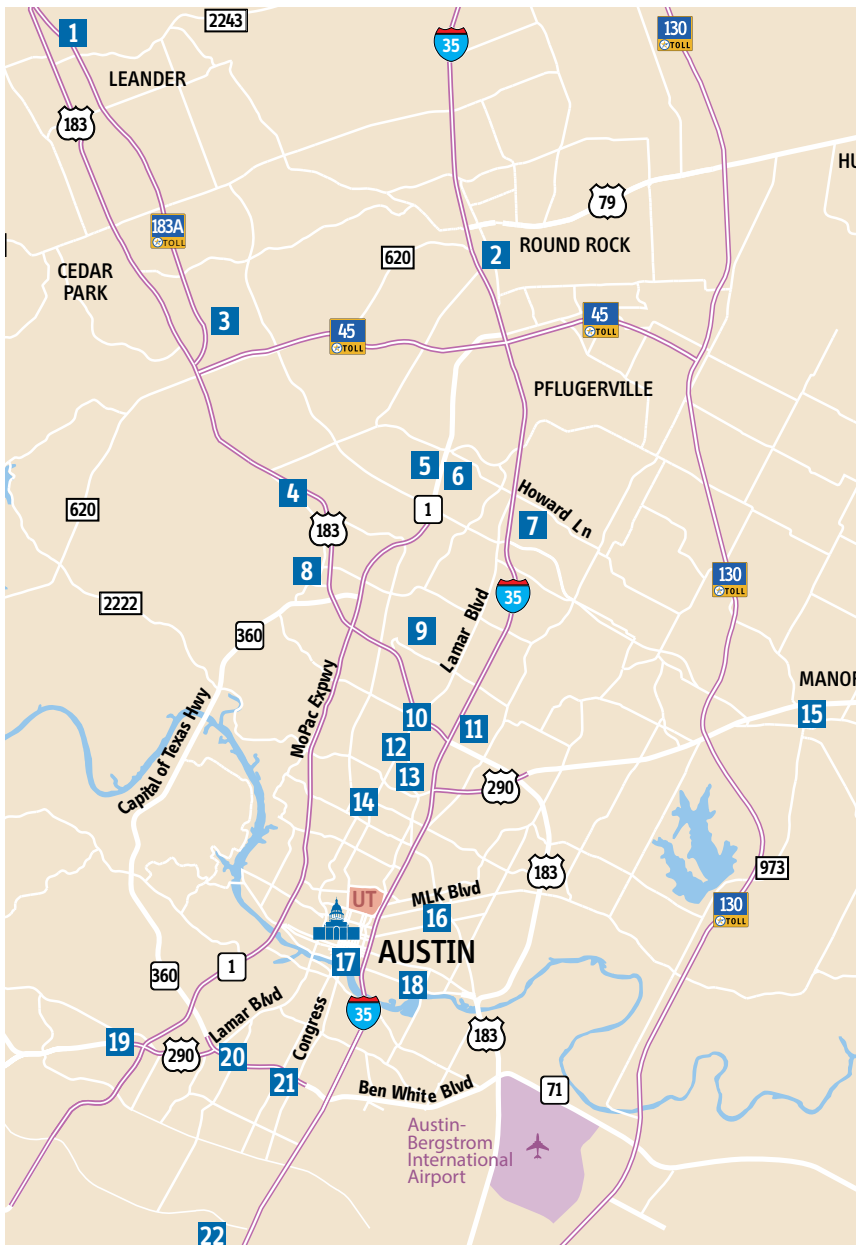 2243
1
35
130
TOLL
LEANDER
183
HU
79
183A
TOLL
2
ROUND ROCK
620
CEDAR
PARK
3
45
TOLL
45
TOLL
PFLUGERVILLE
5
6
4
Howard Ln
620
1
183
7
8
130
TOLL
35
2222
Lamar Blvd
9
360
MANOR
MoPac Expwy
15
10
11
Capital of Texas Hwy
12
13
290
14
183
973
UT
MLK Blvd
130
TOLL
16
AUSTIN
17
360
1
18
Lamar Blvd
35
Congress
183
19
290
20
21
Ben White Blvd
71
Austin-
Bergstrom
International
Airport
22